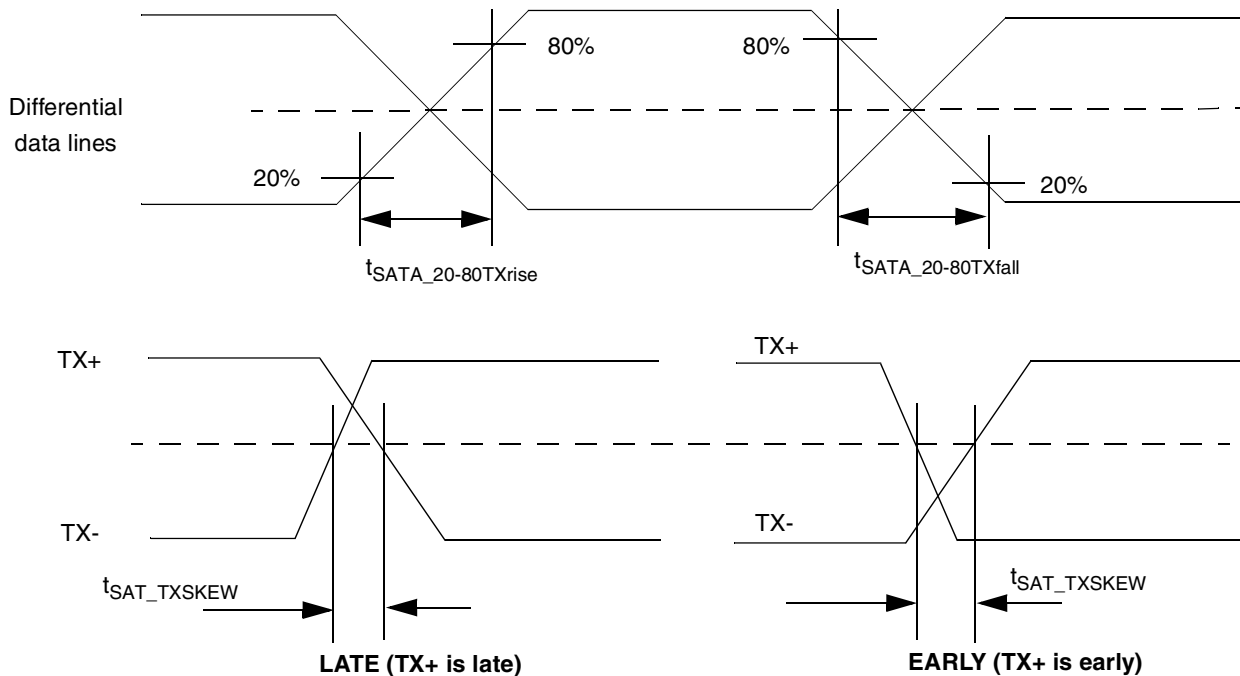 80%
80%
Differential
data lines
20%
20%
tSATA_20-80TXrise
tSATA_20-80TXfall
TX+
TX+
TX-
TX-
tSAT_TXSKEW
tSAT_TXSKEW
LATE (TX+ is late)
EARLY (TX+ is early)